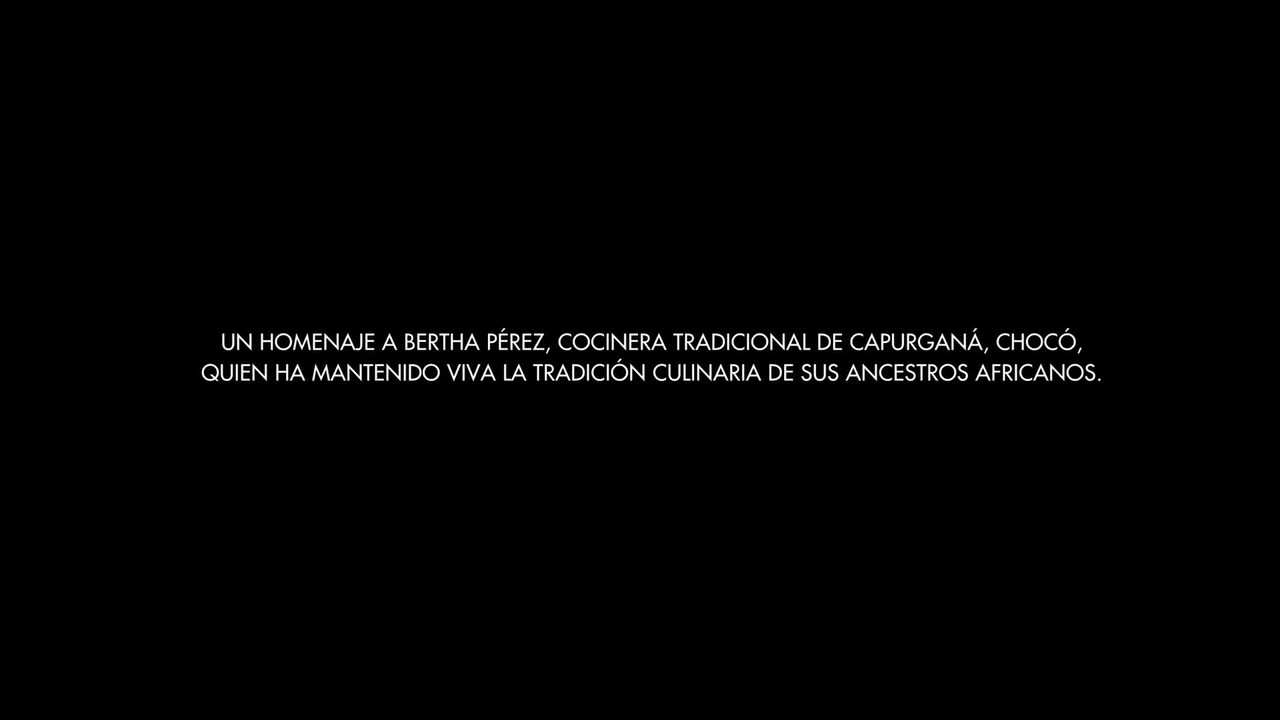 UN HOMENAJE A BERTHA PÉREZ, COCINERA TRADICIONAL DE CAPURGANÁ, CHOCÓ,
QUIEN HA MANTENIDO VIVA LA TRADICIÓN CULINARIA DE SUS ANCESTROS AFRICANOS.